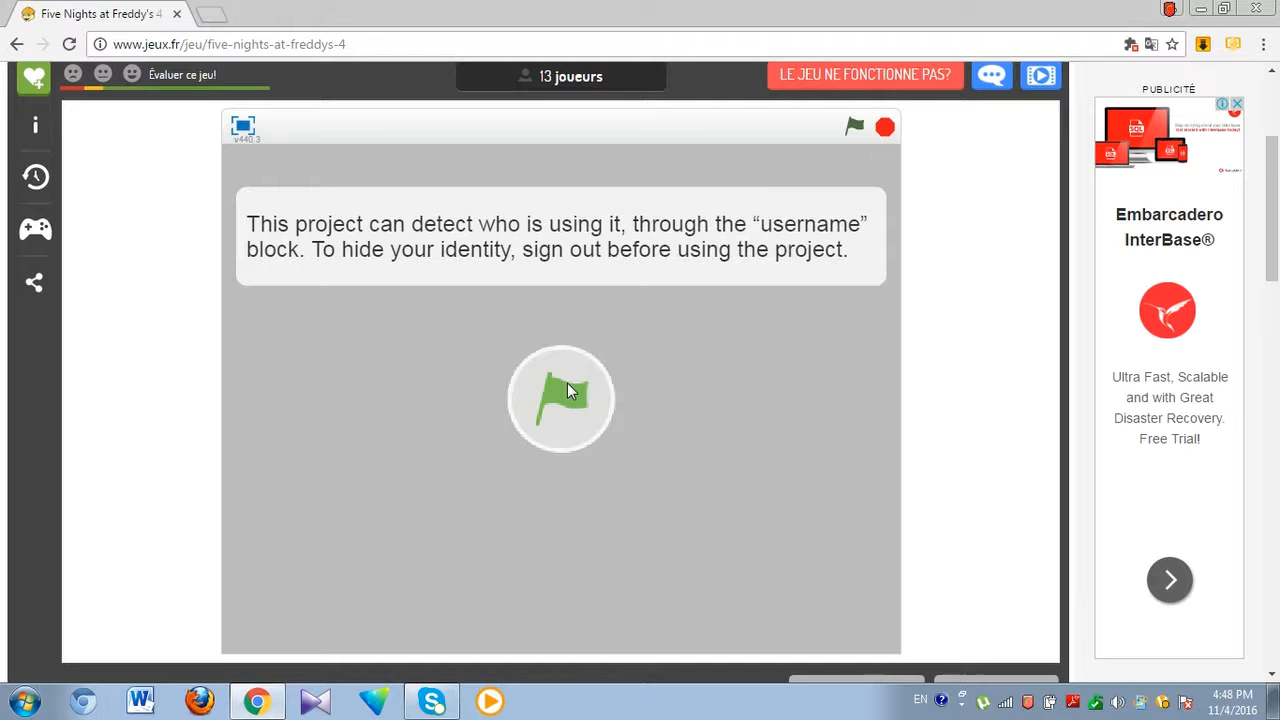 Five Nights at Freddy's 4
www.jeux.fr/jeu/five-nights-at-freddys-4
Évaluer ce jeu!
13 joueurs
LE JEU NE FONCTIONNE PAS?
PUBLICITÉ
v440.3
This project can detect who is using it, through the “username”
block. To hide your identity, sign out before using the project.
SQL
Embarcadero
InterBase®
Ultra Fast, Scalable
and with Great
Disaster Recovery.
Free Trial!
EN
4:48 PM
11/4/2016